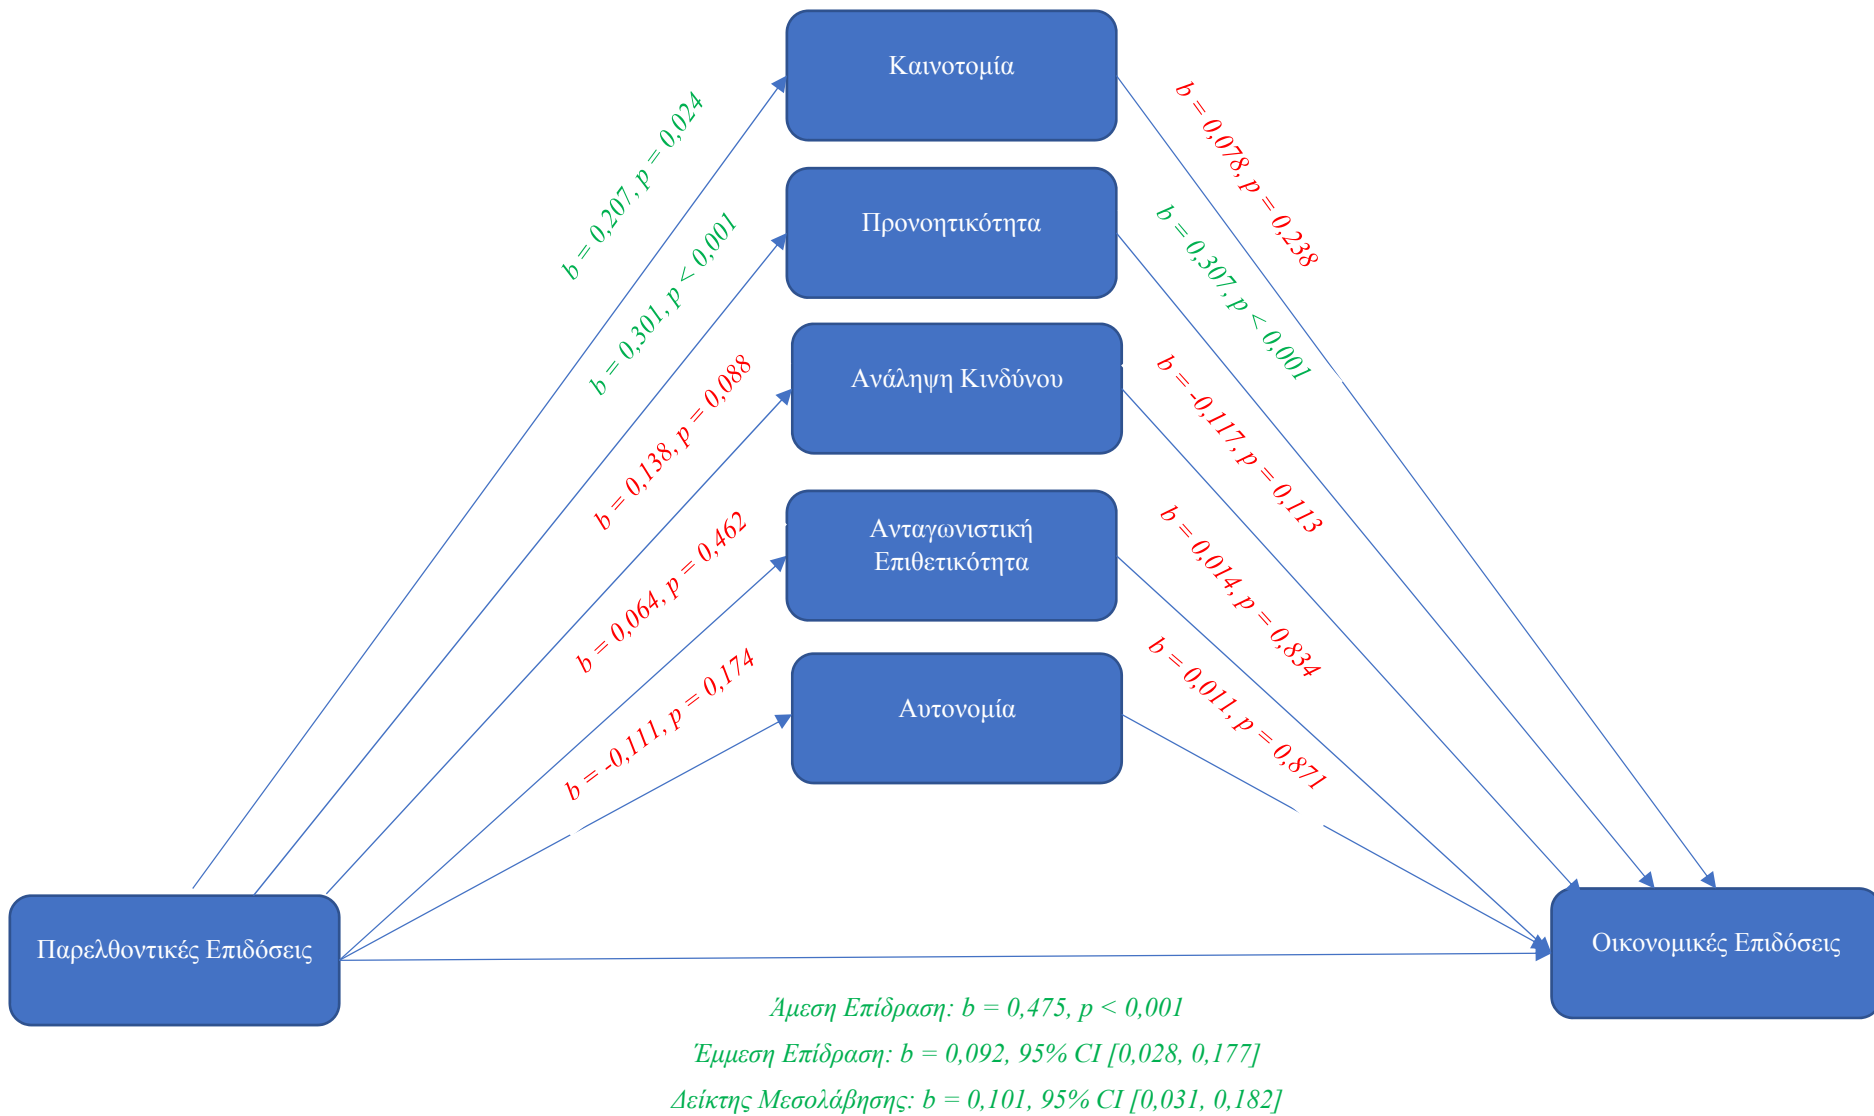 Καινοτομία
b = 0,207, p = 0,024
b = 0,078, p = 0,238
Προνοητικότητα
b = 0,301, p < 0,001
b = 0,307, p < 0,001
Ανάληψη Κινδύνου
b = 0,138, p = 0,088
b = -0,117, p = 0,113
Ανταγωνιστική
Επιθετικότητα
b = 0,064, p = 0,462
b = 0,014, p = 0,834
Αυτονομία
b = -0,111, p = 0,174
b = 0,011, p = 0,871
Παρελθοντικές Επιδόσεις
Οικονομικές Επιδόσεις
Άμεση Επίδραση: b = 0,475, p < 0,001
Έμμεση Επίδραση: b = 0,092, 95% CI [0,028, 0,177]
Δείκτης Μεσολάβησης: b = 0,101, 95% CI [0,031, 0,182]